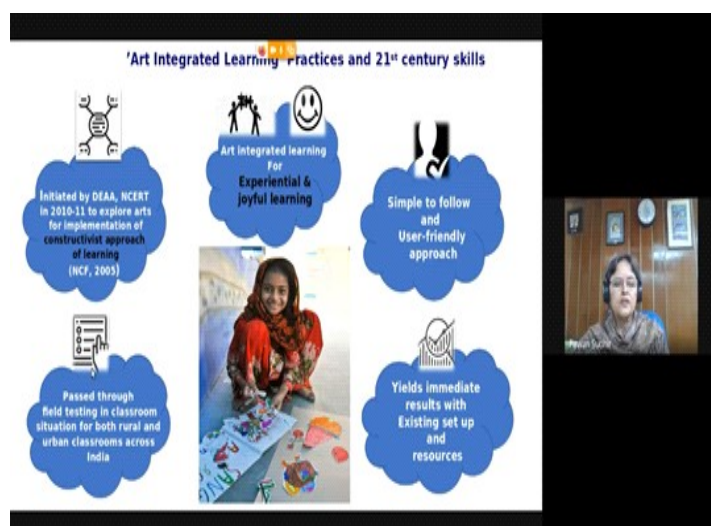 'Art Integrated Learning' Practices and 21st century skills
Initiated by DEAA, NCERT
in 2010-11 to explore arts
for implementation of
constructivist approach
of learning
(NCF, 2005)
Art integrated learning
For
Experiential &
joyful learning
Simple to follow
and
User-friendly
approach
Passed through
field testing in classroom
situation for both rural and
urban classrooms across
India
Yields immediate
results with
Existing set up
and
resources